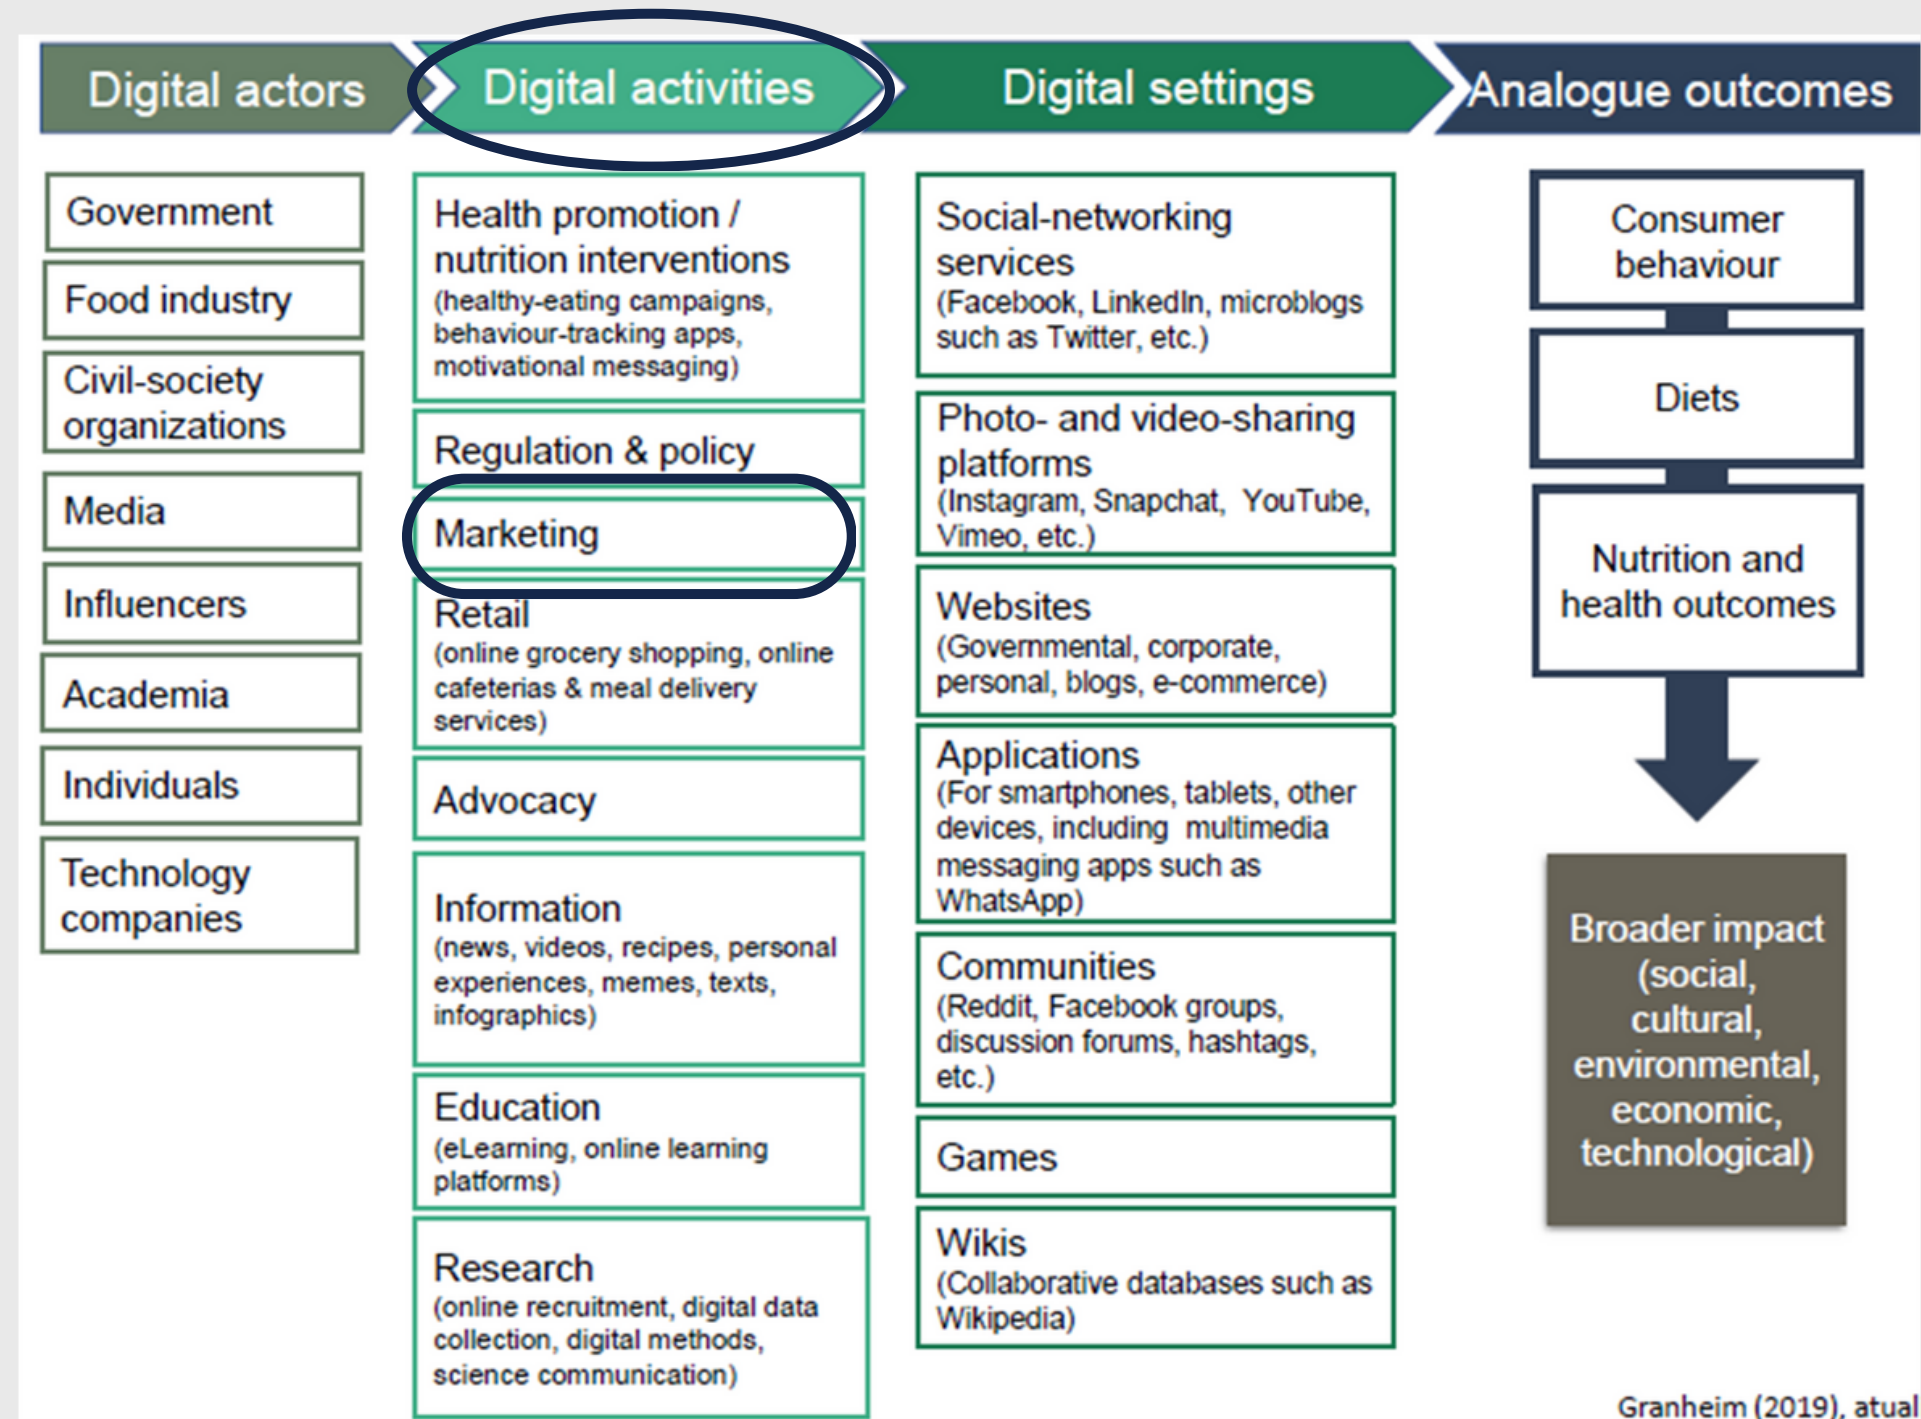 Digital actors
Digital activities
Digital settings
Analogue outcomes
Government
Food industry
Civil-society
organizations
Media
Influencers
Academia
Individuals
Technology
companies
Health promotion /
nutrition interventions
(healthy-eating campaigns,
behaviour-tracking apps,
motivational messaging)
Regulation & policy
Marketing
Retail
(online grocery shopping, online
cafeterias & meal delivery
services)
Advocacy
Information
(news, videos, recipes, personal
experiences, memes, texts,
infographics)
Education
(eLearning, online learning
platforms)
Research
(online recruitment, digital data
collection, digital methods,
science communication)
Social-networking
services
(Facebook, LinkedIn, microblogs
such as Twitter, etc.)
Photo- and video-sharing
platforms
(Instagram, Snapchat, YouTube,
Vimeo, etc.)
Websites
(Governmental, corporate,
personal, blogs, e-commerce)
Applications
(For smartphones, tablets, other
devices, including multimedia
messaging apps such as
WhatsApp)
Communities
(Reddit, Facebook groups,
discussion forums, hashtags,
etc.)
Games
Wikis
(Collaborative databases such as
Wikipedia)
Consumer
behaviour
Diets
Nutrition and
health outcomes
Broader impact
(social,
cultural,
environmental,
economic,
technological)
Granheim (2019), atual